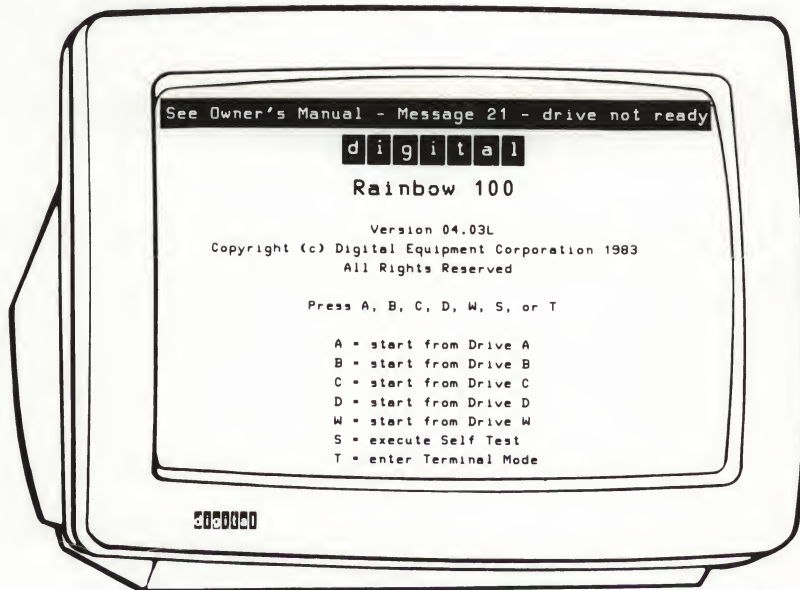 See Owner's Manual - Message 21 - drive not ready
digital
Rainbow 100
Version 04.03L
Copyright (c) Digital Equipment Corporation 1983
All Rights Reserved
Press A, B, C, D, W, S, or T
A = start from Drive A
B = start from Drive B
C = start from Drive C
D = start from Drive D
W = start from Drive W
S = execute Self Test
T = enter Terminal Mode
digital